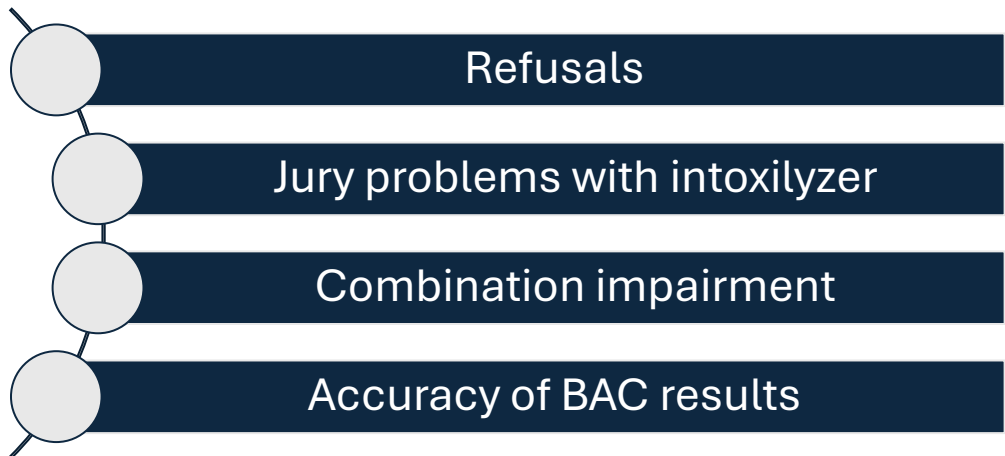 Refusals
Jury problems with intoxilyzer
Combination impairment
Accuracy of BAC results